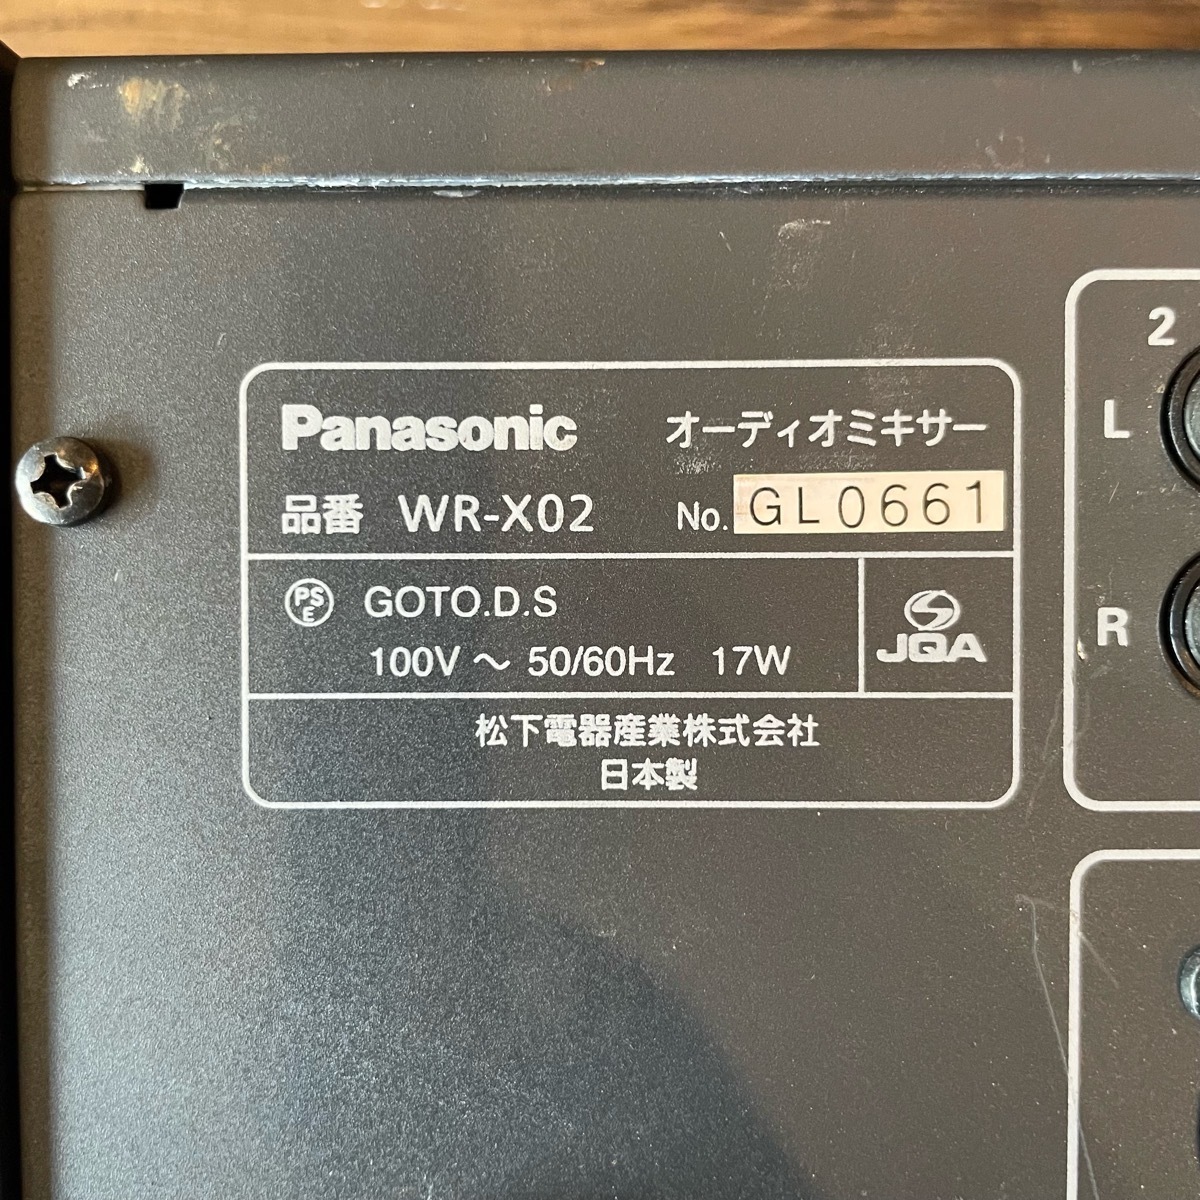 Panasonic オーディオミキサー
品番 WR-X02 No. GL0661
PSE GOTO.D.S
100V ～ 50/60Hz 17W
JQA
松下電器産業株式会社
日本製
2
L
R